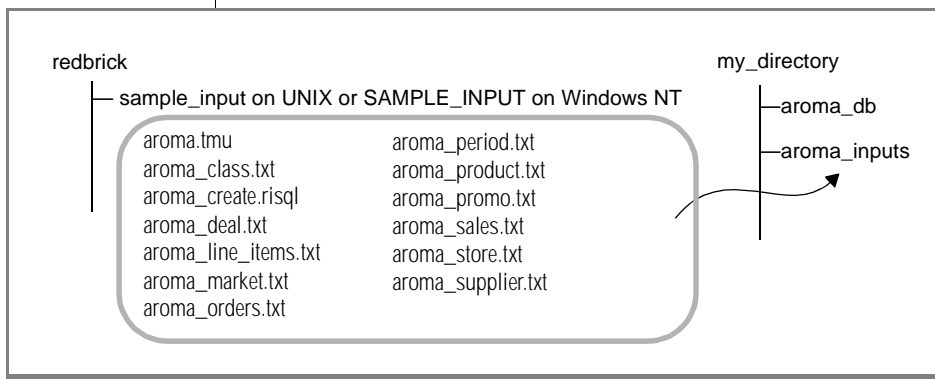 redbrick
sample_input on UNIX or SAMPLE_INPUT on Windows NT
aroma.tmu
aroma_class.txt
aroma_create.risql
aroma_deal.txt
aroma_line_items.txt
aroma_market.txt
aroma_orders.txt
aroma_period.txt
aroma_product.txt
aroma_promo.txt
aroma_sales.txt
aroma_store.txt
aroma_supplier.txt
my_directory
aroma_db
aroma_inputs